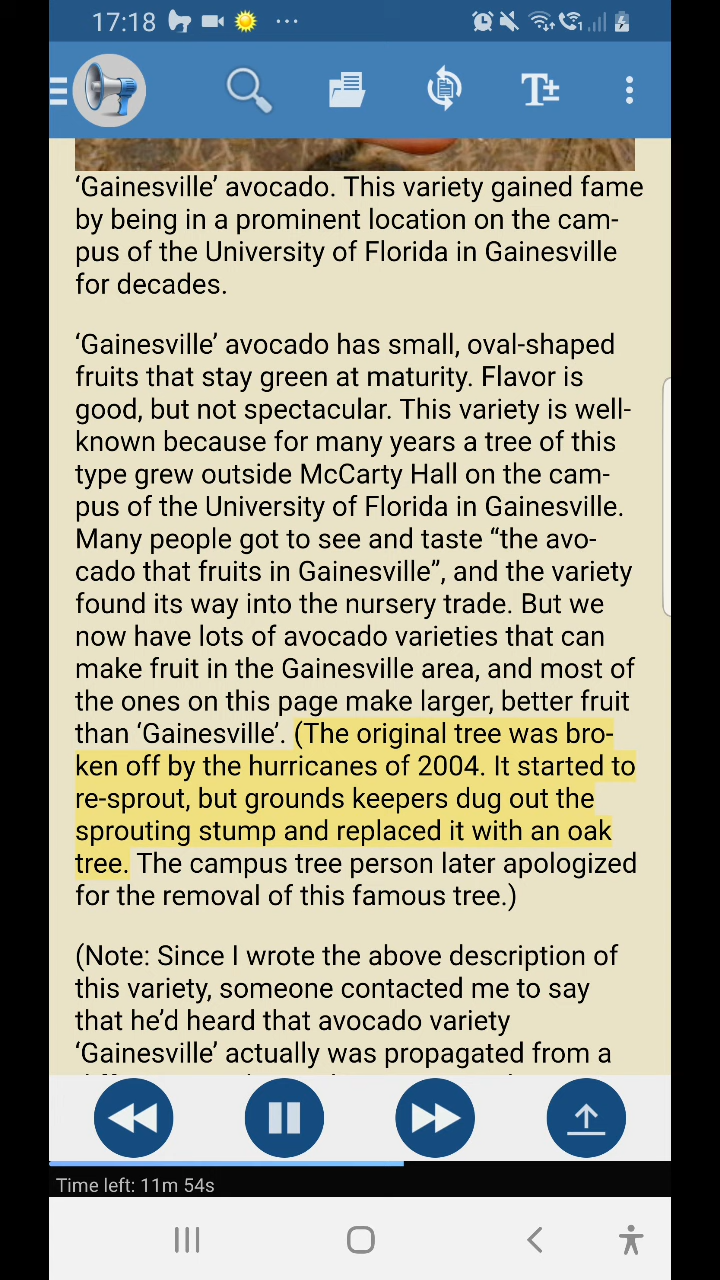 17:18
T±
‘Gainesville’ avocado. This variety gained fame
by being in a prominent location on the cam-
pus of the University of Florida in Gainesville
for decades.
‘Gainesville’ avocado has small, oval-shaped
fruits that stay green at maturity. Flavor is
good, but not spectacular. This variety is well-
known because for many years a tree of this
type grew outside McCarty Hall on the cam-
pus of the University of Florida in Gainesville.
Many people got to see and taste “the avo-
cado that fruits in Gainesville”, and the variety
found its way into the nursery trade. But we
now have lots of avocado varieties that can
make fruit in the Gainesville area, and most of
the ones on this page make larger, better fruit
than ‘Gainesville’. (The original tree was bro-
ken off by the hurricanes of 2004. It started to
re-sprout, but grounds keepers dug out the
sprouting stump and replaced it with an oak
tree. The campus tree person later apologized
for the removal of this famous tree.)
(Note: Since I wrote the above description of
this variety, someone contacted me to say
that he’d heard that avocado variety
‘Gainesville’ actually was propagated from a
Time left: 11m 54s